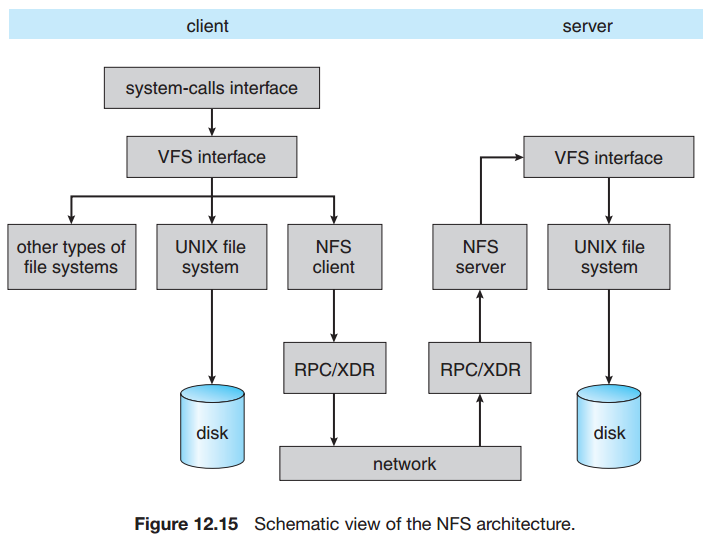 client
server
system-calls interface
VFS interface
VFS interface
other types of
file systems
UNIX file
system
NFS
client
NFS
server
UNIX file
system
RPC/XDR
RPC/XDR
disk
disk
network
Figure 12.15 Schematic view of the NFS architecture.